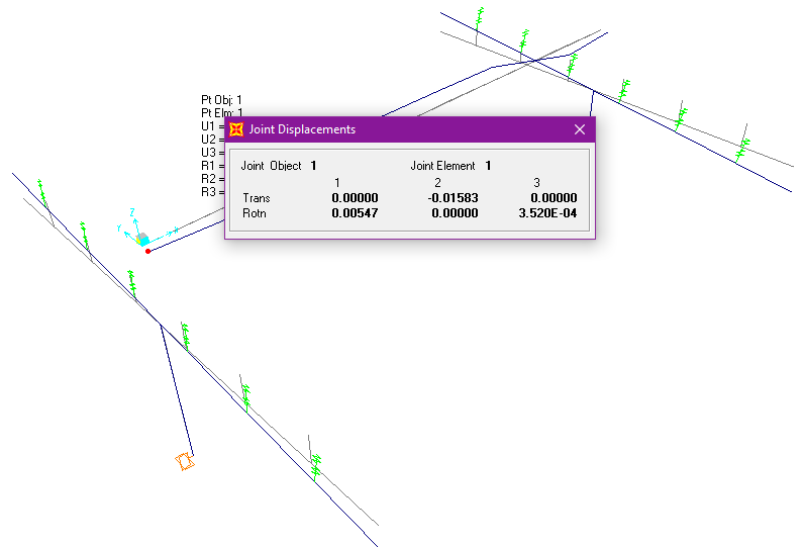 Pt Obj: 1
Pt Elm: 1
U1 =
U2 =
U3 =
R1 =
R2 =
R3 =
Joint Displacements
Joint Object 1 Joint Element 1
1 2 3
Trans 0.00000 -0.01583 0.00000
Rotn 0.00547 0.00000 3.520E-04
Z
Y
X